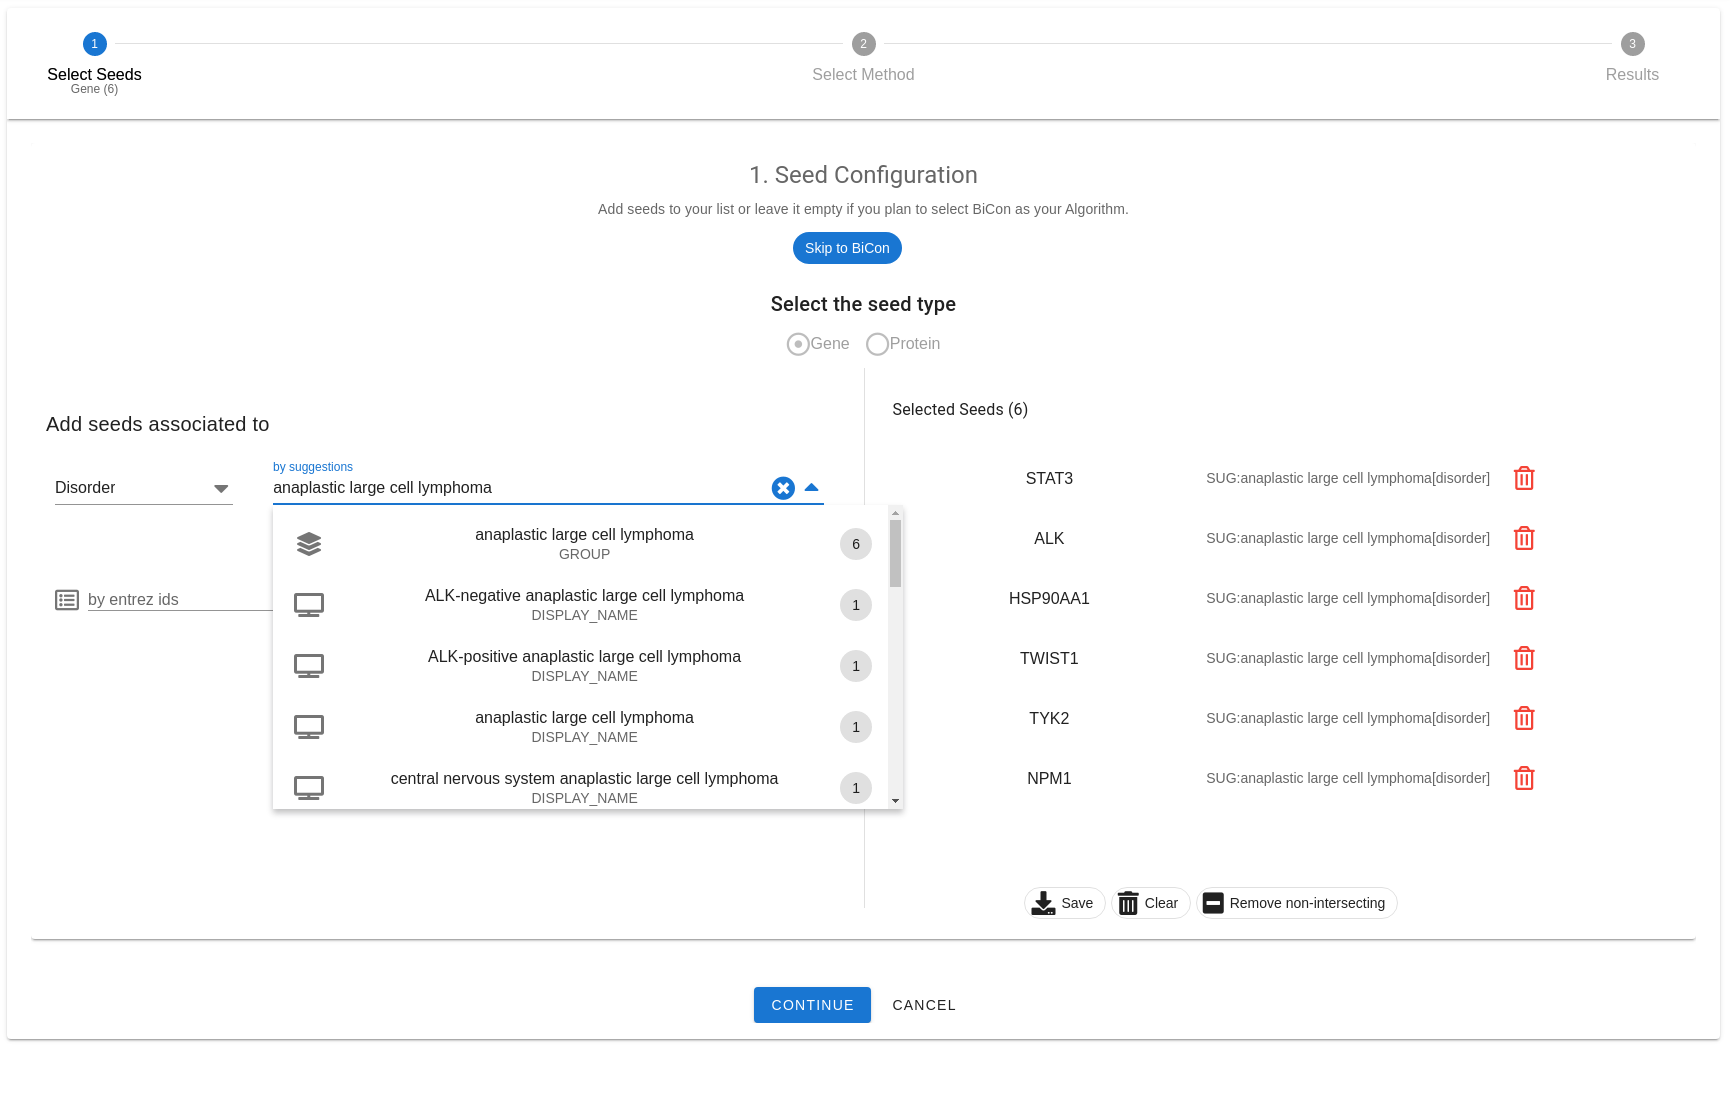 1
Select Seeds
Gene (6)
2
Select Method
3
Results
1. Seed Configuration
Add seeds to your list or leave it empty if you plan to select BiCon as your Algorithm.
Skip to BiCon
Select the seed type
Gene
Protein
Add seeds associated to
Disorder
by suggestions
anaplastic large cell lymphoma
anaplastic large cell lymphoma
GROUP
6
ALK-negative anaplastic large cell lymphoma
DISPLAY_NAME
1
ALK-positive anaplastic large cell lymphoma
DISPLAY_NAME
1
anaplastic large cell lymphoma
DISPLAY_NAME
1
central nervous system anaplastic large cell lymphoma
DISPLAY_NAME
1
by entrez ids
Selected Seeds (6)
STAT3 SUG:anaplastic large cell lymphoma[disorder]
ALK SUG:anaplastic large cell lymphoma[disorder]
HSP90AA1 SUG:anaplastic large cell lymphoma[disorder]
TWIST1 SUG:anaplastic large cell lymphoma[disorder]
TYK2 SUG:anaplastic large cell lymphoma[disorder]
NPM1 SUG:anaplastic large cell lymphoma[disorder]
Save
Clear
Remove non-intersecting
CONTINUE
CANCEL